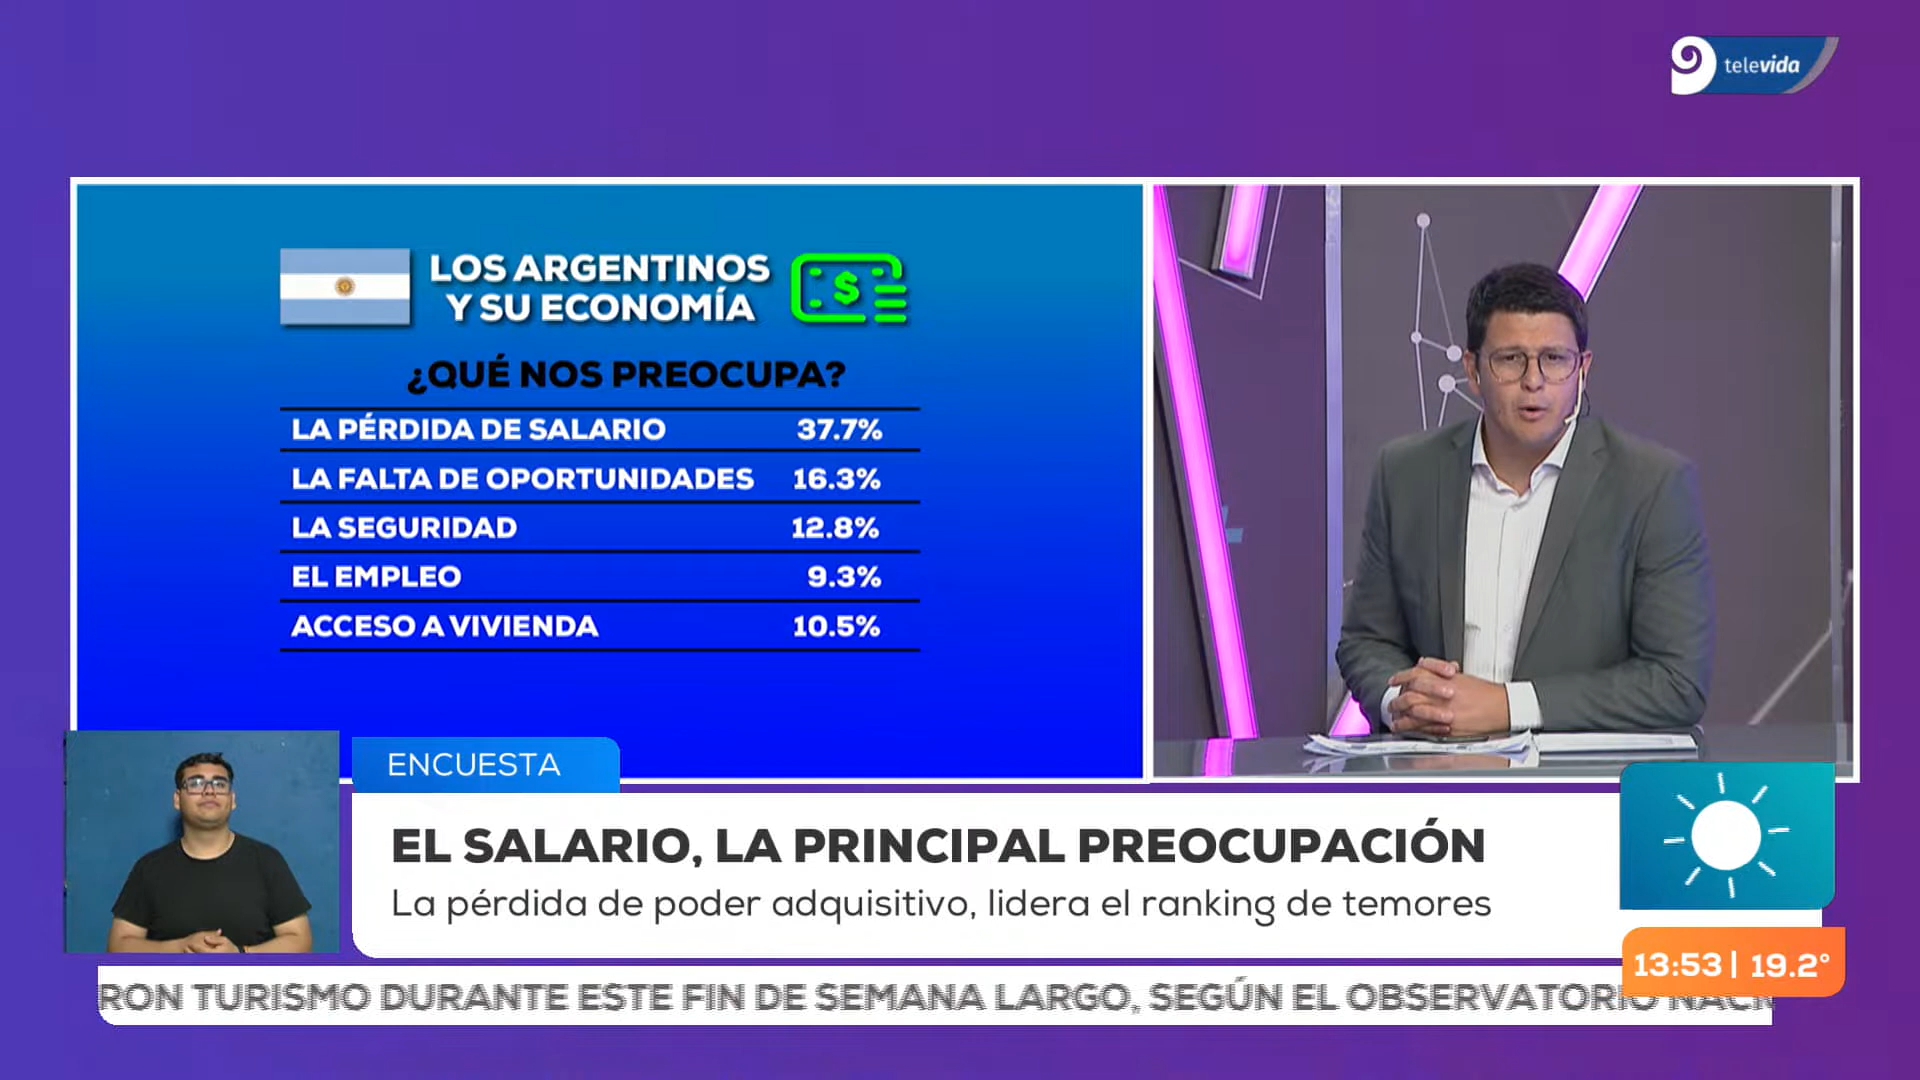 televida
LOS ARGENTINOS
Y SU ECONOMÍA
$
¿QUÉ NOS PREOCUPA?
LA PÉRDIDA DE SALARIO 37.7%
LA FALTA DE OPORTUNIDADES 16.3%
LA SEGURIDAD 12.8%
EL EMPLEO 9.3%
ACCESO A VIVIENDA 10.5%
ENCUESTA
EL SALARIO, LA PRINCIPAL PREOCUPACIÓN
La pérdida de poder adquisitivo, lidera el ranking de temores
13:53 | 19.2°
RON TURISMO DURANTE ESTE FIN DE SEMANA LARGO, SEGÚN EL OBSERVATORIO